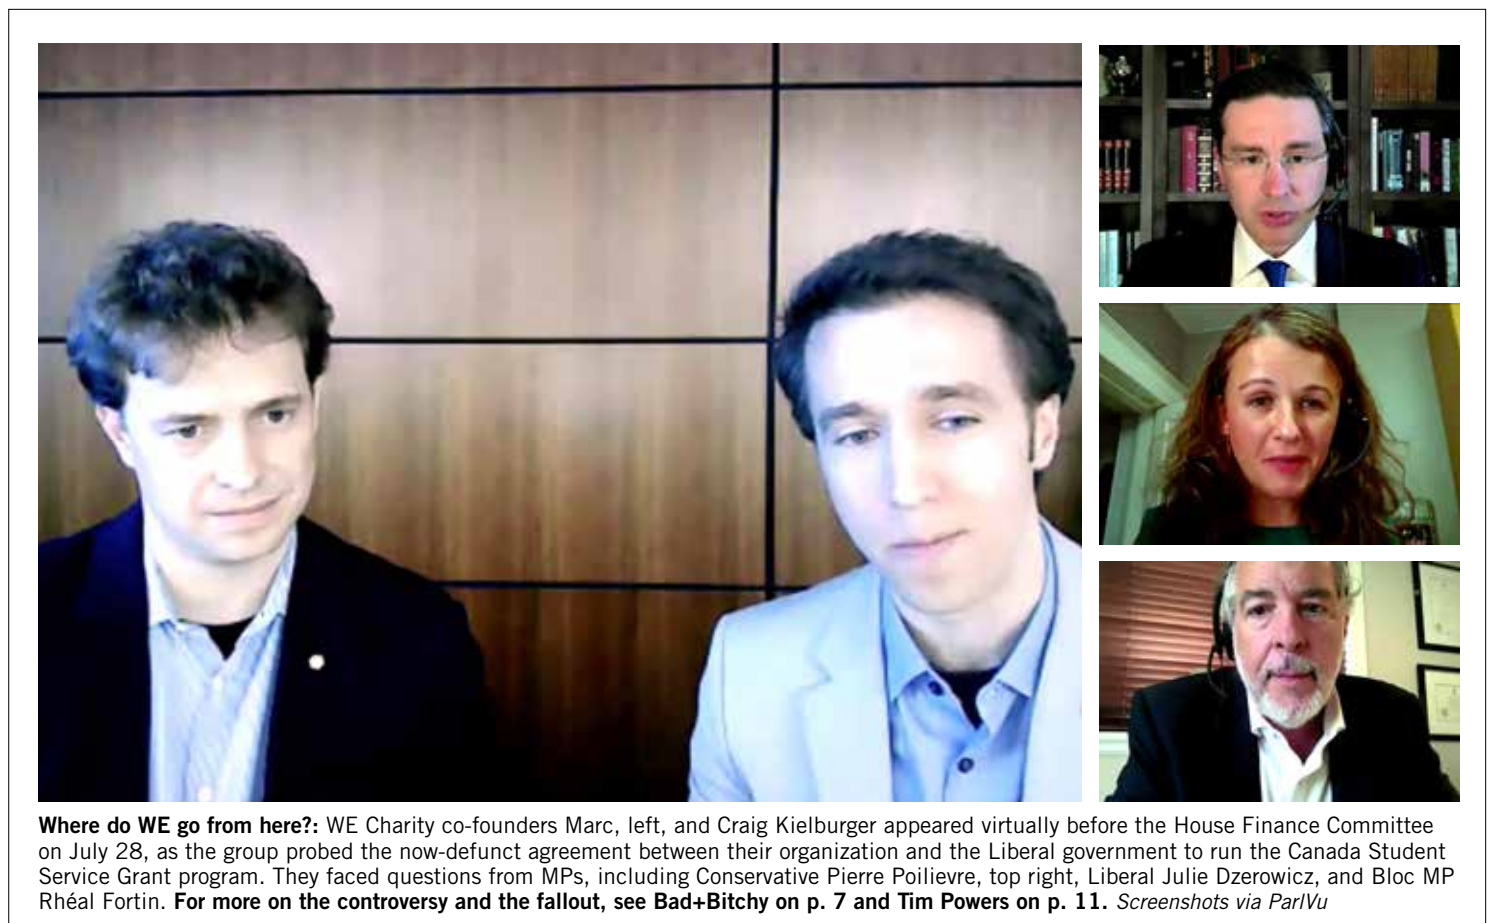 Where do WE go from here?: WE Charity co-founders Marc, left, and Craig Kielburger appeared virtually before the House Finance Committee
on July 28, as the group probed the now-defunct agreement between their organization and the Liberal government to run the Canada Student
Service Grant program. They faced questions from MPs, including Conservative Pierre Poilievre, top right, Liberal Julie Dzerowicz, and Bloc MP
Rhéal Fortin. For more on the controversy and the fallout, see Bad+Bitchy on p. 7 and Tim Powers on p. 11. Screenshots via ParlVu